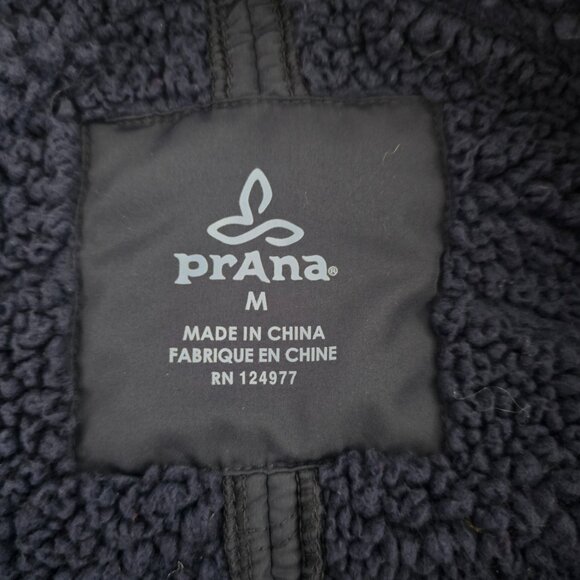 prAna®
M
MADE IN CHINA
FABRIQUE EN CHINE
RN 124977